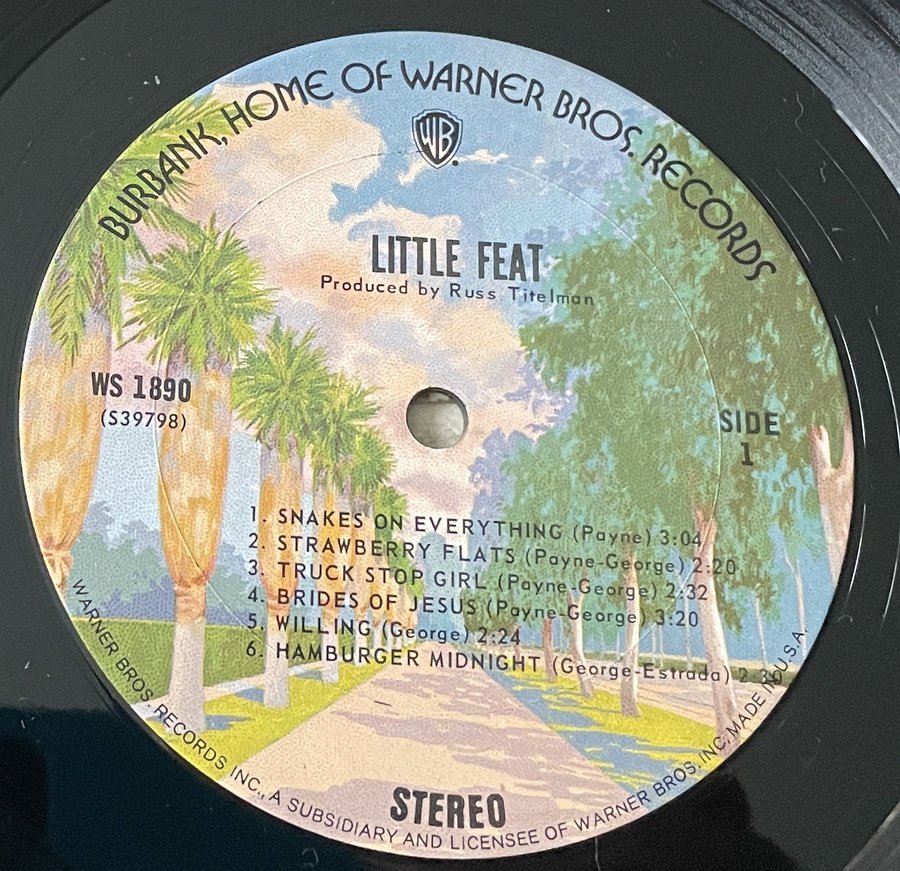 BURBANK, HOME OF WARNER BROS. RECORDS
WB
LITTLE FEAT
Produced by Russ Titelman
WS 1890
(S39798)
SIDE
1
1. SNAKES ON EVERYTHING (Payne) 3:04
2. STRAWBERRY FLATS (Payne-George) 2:20
3. TRUCK STOP GIRL (Payne-George) 2:32
4. BRIDES OF JESUS (Payne-George) 3:20
5. WILLING (George) 2:24
6. HAMBURGER MIDNIGHT (George-Estrada)
STEREO
WARNER BROS. RECORDS INC., A SUBSIDIARY AND LICENSEE OF WARNER BROS. INC. MADE IN U.S.A.